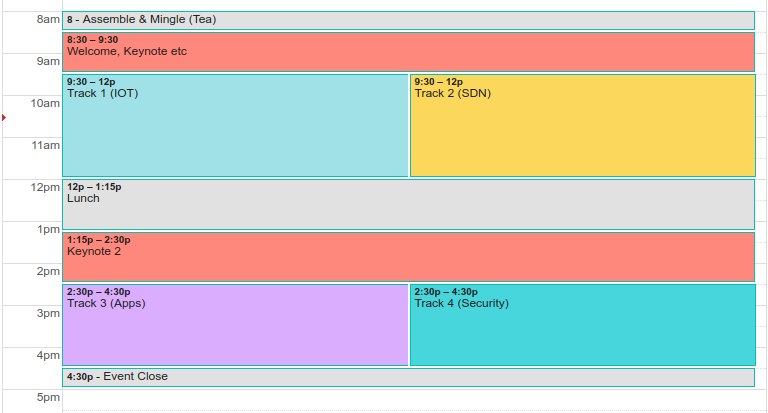 8am
8 - Assemble & Mingle (Tea)
8:30 – 9:30
Welcome, Keynote etc
9am
9:30 – 12p
Track 1 (IOT)
9:30 – 12p
Track 2 (SDN)
10am
11am
12pm
12p – 1:15p
Lunch
1pm
1:15p – 2:30p
Keynote 2
2pm
2:30p – 4:30p
Track 3 (Apps)
2:30p – 4:30p
Track 4 (Security)
3pm
4pm
4:30p - Event Close
5pm